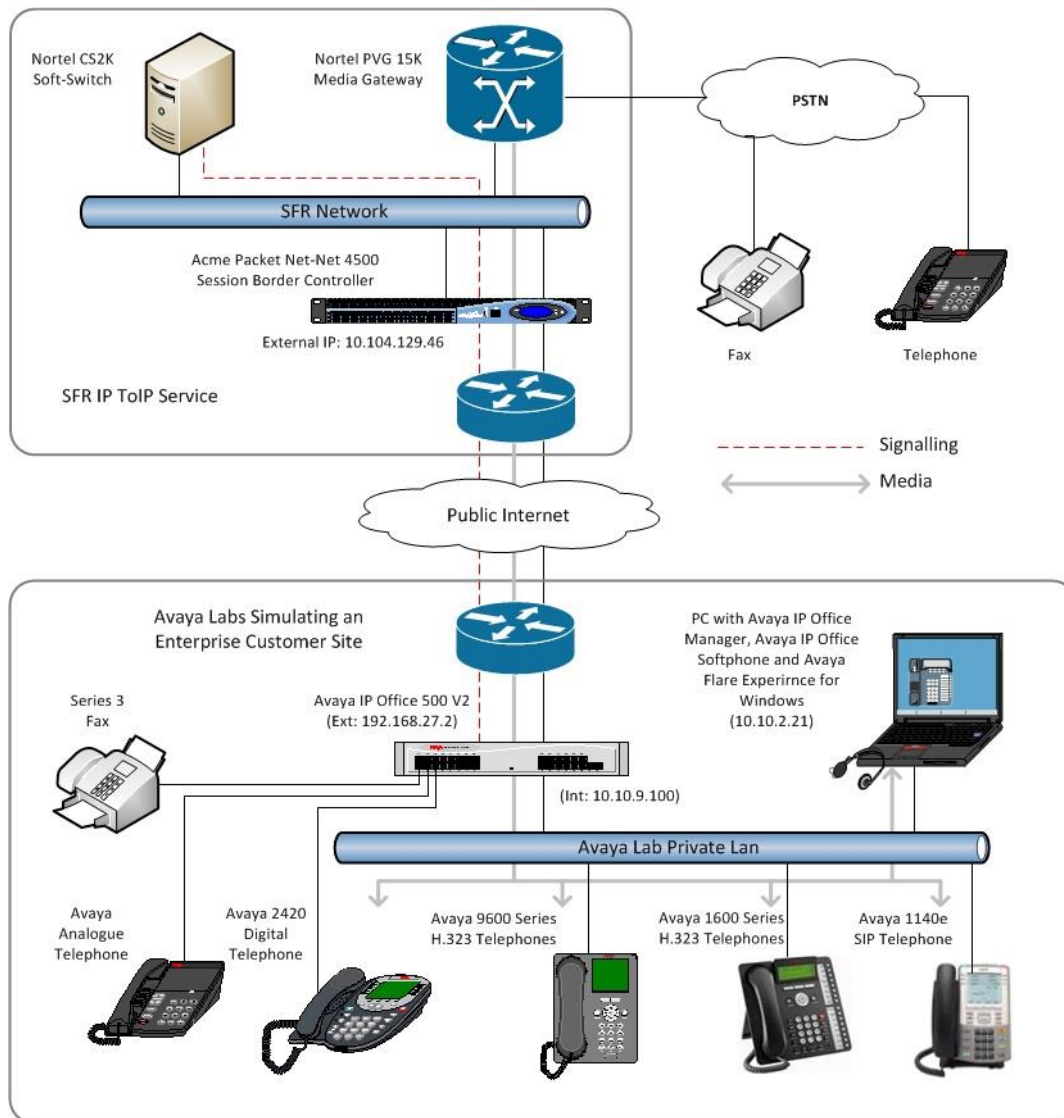 Nortel CS2K
Soft-Switch
Nortel PVG 15K
Media Gateway
PSTN
SFR Network
Acme Packet Net-Net 4500
Session Border Controller
External IP: 10.104.129.46
Fax
Telephone
SFR IP ToIP Service
Signalling
Media
Public Internet
Avaya Labs Simulating an
Enterprise Customer Site
PC with Avaya IP Office
Manager, Avaya IP Office
Softphone and Avaya
Flare Experirnce for
Windows
(10.10.2.21)
Series 3
Fax
Avaya IP Office 500 V2
(Ext: 192.168.27.2)
(Int: 10.10.9.100)
Avaya Lab Private Lan
Avaya
Analogue
Telephone
Avaya 2420
Digital
Telephone
Avaya 9600 Series
H.323 Telephones
Avaya 1600 Series
H.323 Telephones
Avaya 1140e
SIP Telephone